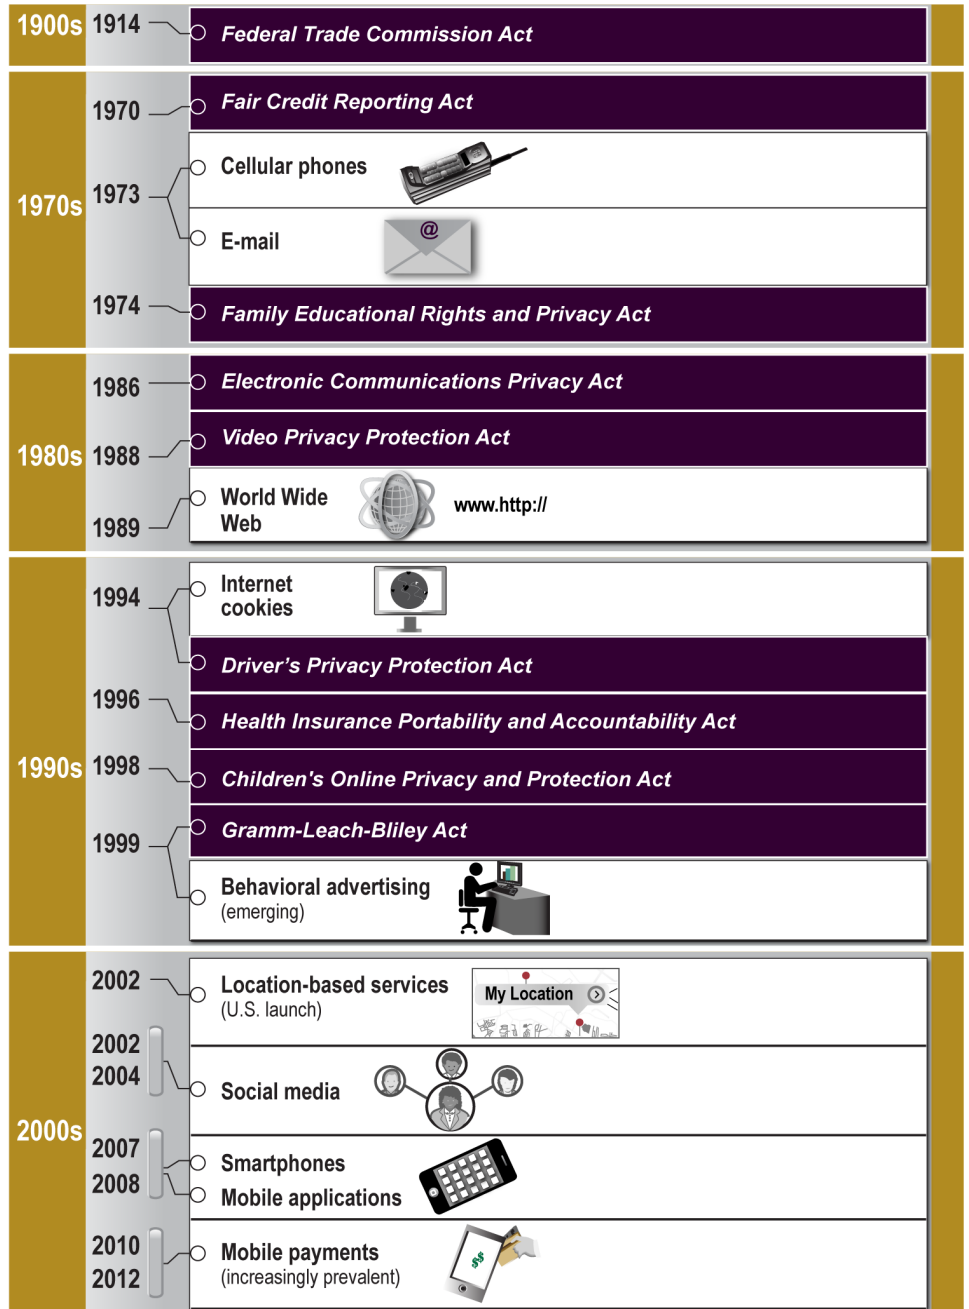 1900s
1914
Federal Trade Commission Act
1970s
1970
Fair Credit Reporting Act
1973
Cellular phones
E-mail
@
1974
Family Educational Rights and Privacy Act
1980s
1986
Electronic Communications Privacy Act
1988
Video Privacy Protection Act
1989
World Wide
Web
www.http://
1990s
1994
Internet
cookies
Driver's Privacy Protection Act
1996
Health Insurance Portability and Accountability Act
1998
Children's Online Privacy and Protection Act
1999
Gramm-Leach-Bliley Act
Behavioral advertising
(emerging)
2000s
2002
Location-based services
(U.S. launch)
My Location
2002
2004
Social media
2007
2008
Smartphones
Mobile applications
2010
2012
Mobile payments
(increasingly prevalent)
$$